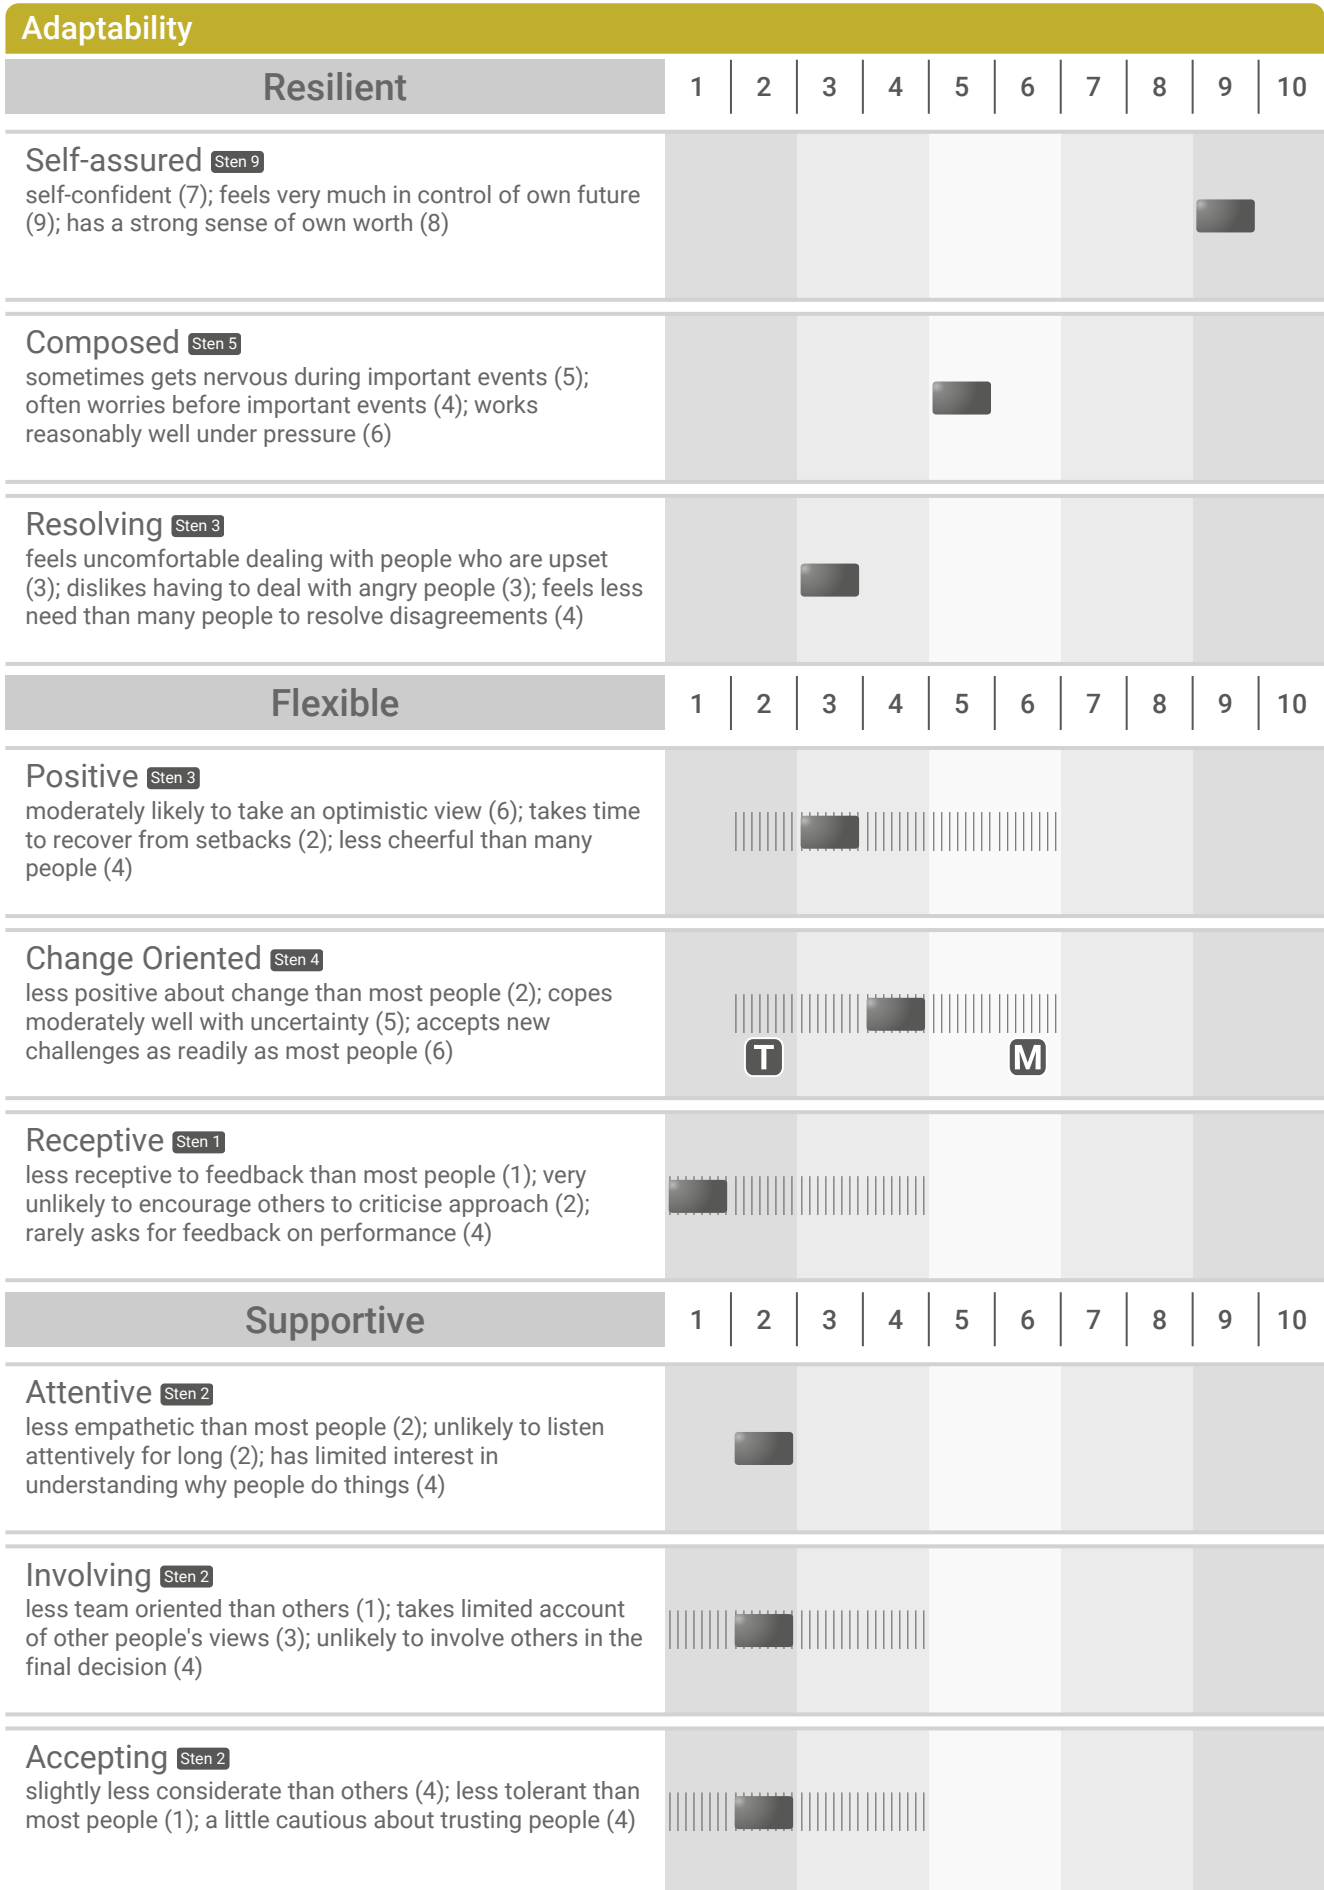 Adaptability
Resilient 1 2 3 4 5 6 7 8 9 10
Self-assured Sten 9
self-confident (7); feels very much in control of own future
(9); has a strong sense of own worth (8)
Composed Sten 5
sometimes gets nervous during important events (5);
often worries before important events (4); works
reasonably well under pressure (6)
Resolving Sten 3
feels uncomfortable dealing with people who are upset
(3); dislikes having to deal with angry people (3); feels less
need than many people to resolve disagreements (4)
Flexible 1 2 3 4 5 6 7 8 9 10
Positive Sten 3
moderately likely to take an optimistic view (6); takes time
to recover from setbacks (2); less cheerful than many
people (4)
Change Oriented Sten 4
less positive about change than most people (2); copes
moderately well with uncertainty (5); accepts new
challenges as readily as most people (6)
T M
Receptive Sten 1
less receptive to feedback than most people (1); very
unlikely to encourage others to criticise approach (2);
rarely asks for feedback on performance (4)
Supportive 1 2 3 4 5 6 7 8 9 10
Attentive Sten 2
less empathetic than most people (2); unlikely to listen
attentively for long (2); has limited interest in
understanding why people do things (4)
Involving Sten 2
less team oriented than others (1); takes limited account
of other people's views (3); unlikely to involve others in the
final decision (4)
Accepting Sten 2
slightly less considerate than others (4); less tolerant than
most people (1); a little cautious about trusting people (4)